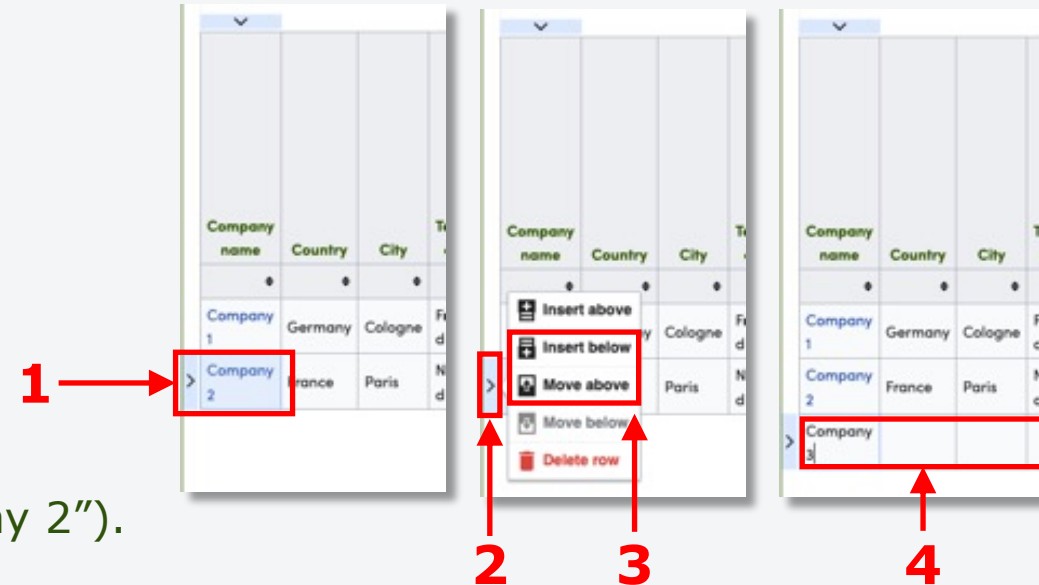 Company
name
Country
City
Company
1
Germany
Cologne
Company
2
rance
Paris
1
Company
name
Country
City
Insert above
Insert below
Move above
Move below
Delete row
y
Cologne
Paris
2
3
Company
name
Country
City
Company
1
Germany
Cologne
Company
2
France
Paris
Company
3
4
y 2").